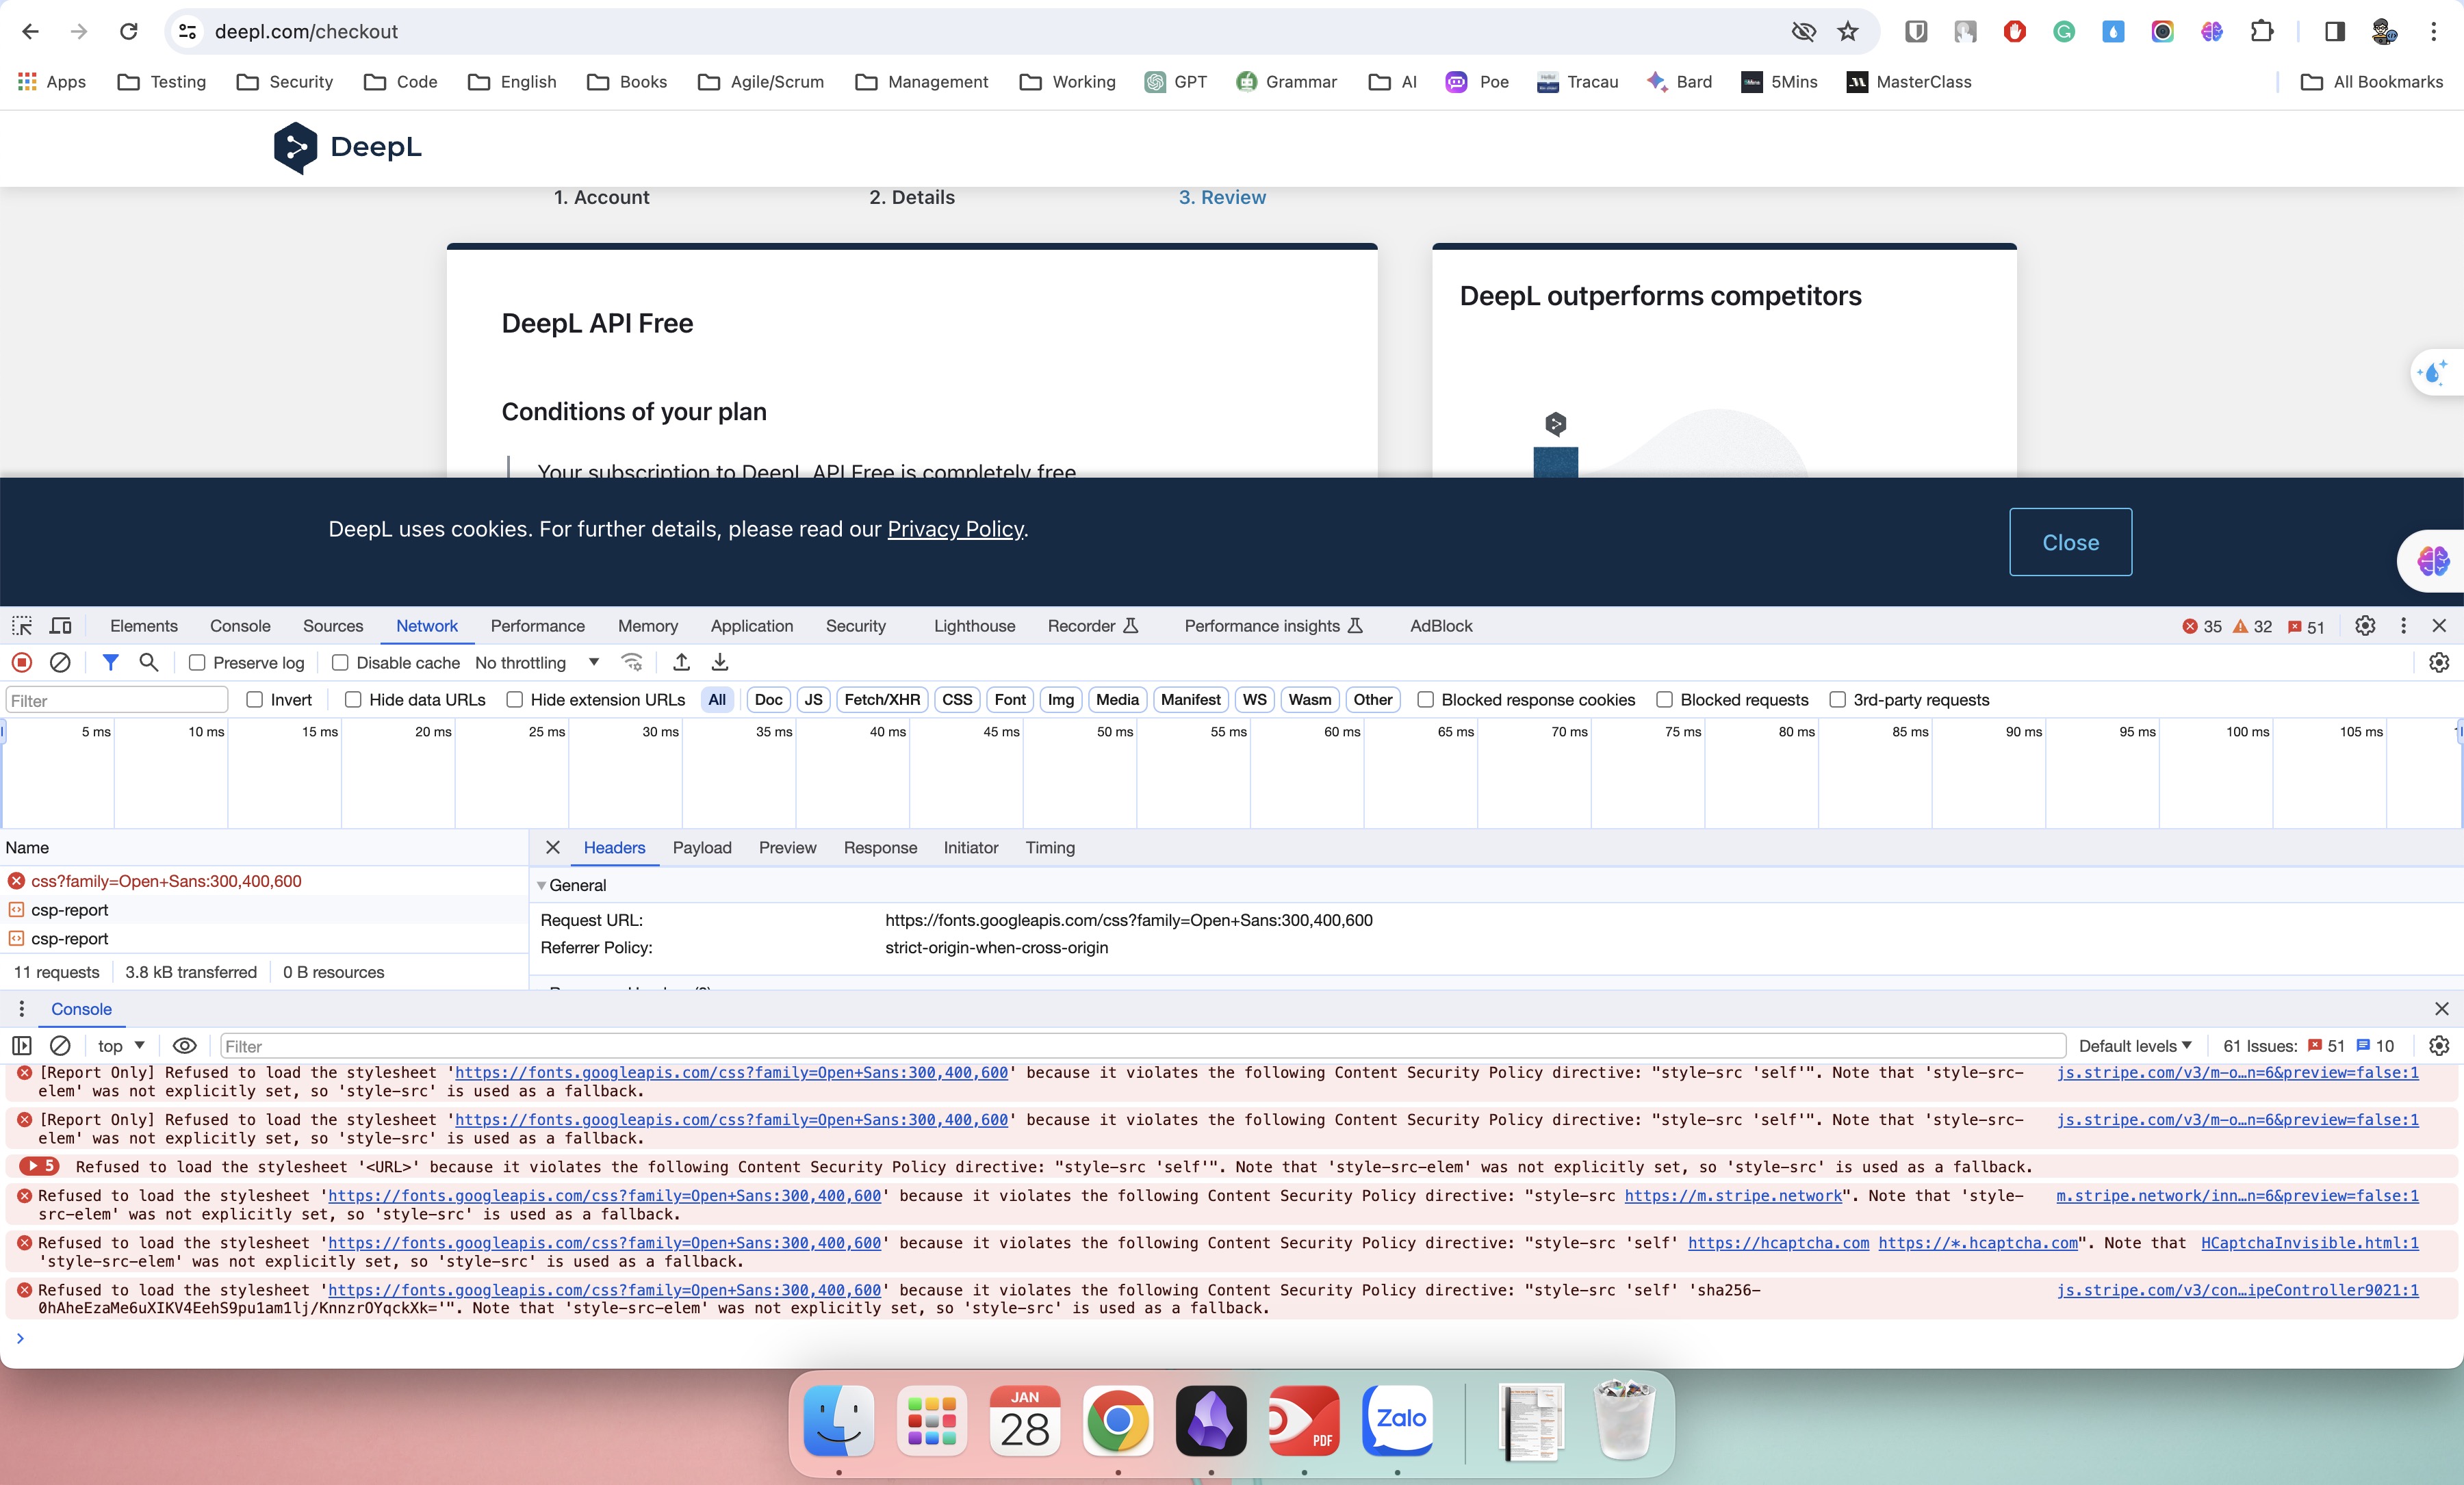 deepl.com/checkout
Apps Testing Security Code English Books Agile/Scrum Management Working GPT Grammar AI Poe Tracau Bard 5Mins MasterClass All Bookmarks
DeepL
1. Account 2. Details 3. Review
DeepL API Free
DeepL outperforms competitors
Conditions of your plan
Your subscription to DeepL API Free is completely free
DeepL uses cookies. For further details, please read our Privacy Policy.
Close
Elements Console Sources Network Performance Memory Application Security Lighthouse Recorder Performance insights AdBlock 35 32 51
Preserve log Disable cache No throttling
Filter Invert Hide data URLs Hide extension URLs All Doc JS Fetch/XHR CSS Font Img Media Manifest WS Wasm Other Blocked response cookies Blocked requests 3rd-party requests
5 ms 10 ms 15 ms 20 ms 25 ms 30 ms 35 ms 40 ms 45 ms 50 ms 55 ms 60 ms 65 ms 70 ms 75 ms 80 ms 85 ms 90 ms 95 ms 100 ms 105 ms
Name
Headers Payload Preview Response Initiator Timing
css?family=Open+Sans:300,400,600
csp-report
csp-report
11 requests 3.8 kB transferred 0 B resources
General
Request URL: https://fonts.googleapis.com/css?family=Open+Sans:300,400,600
Referrer Policy: strict-origin-when-cross-origin
Console
top Filter Default levels 61 Issues: 51 10
[Report Only] Refused to load the stylesheet 'https://fonts.googleapis.com/css?family=Open+Sans:300,400,600' because it violates the following Content Security Policy directive: "style-src 'self'". Note that 'style-src- js.stripe.com/v3/m-o…n=6&preview=false:1
elem' was not explicitly set, so 'style-src' is used as a fallback.
[Report Only] Refused to load the stylesheet 'https://fonts.googleapis.com/css?family=Open+Sans:300,400,600' because it violates the following Content Security Policy directive: "style-src 'self'". Note that 'style-src- js.stripe.com/v3/m-o…n=6&preview=false:1
elem' was not explicitly set, so 'style-src' is used as a fallback.
5 Refused to load the stylesheet '<URL>' because it violates the following Content Security Policy directive: "style-src 'self'". Note that 'style-src-elem' was not explicitly set, so 'style-src' is used as a fallback.
Refused to load the stylesheet 'https://fonts.googleapis.com/css?family=Open+Sans:300,400,600' because it violates the following Content Security Policy directive: "style-src https://m.stripe.network". Note that 'style- m.stripe.network/inn…n=6&preview=false:1
src-elem' was not explicitly set, so 'style-src' is used as a fallback.
Refused to load the stylesheet 'https://fonts.googleapis.com/css?family=Open+Sans:300,400,600' because it violates the following Content Security Policy directive: "style-src 'self' https://hcaptcha.com https://*.hcaptcha.com". Note that HCaptchaInvisible.html:1
'style-src-elem' was not explicitly set, so 'style-src' is used as a fallback.
Refused to load the stylesheet 'https://fonts.googleapis.com/css?family=Open+Sans:300,400,600' because it violates the following Content Security Policy directive: "style-src 'self' 'sha256- js.stripe.com/v3/con…ipeController9021:1
0hAheEzaMe6uXIKV4EehS9pu1am1lj/KnnzrOYqckXk='". Note that 'style-src-elem' was not explicitly set, so 'style-src' is used as a fallback.
JAN
28
PDF
Zalo